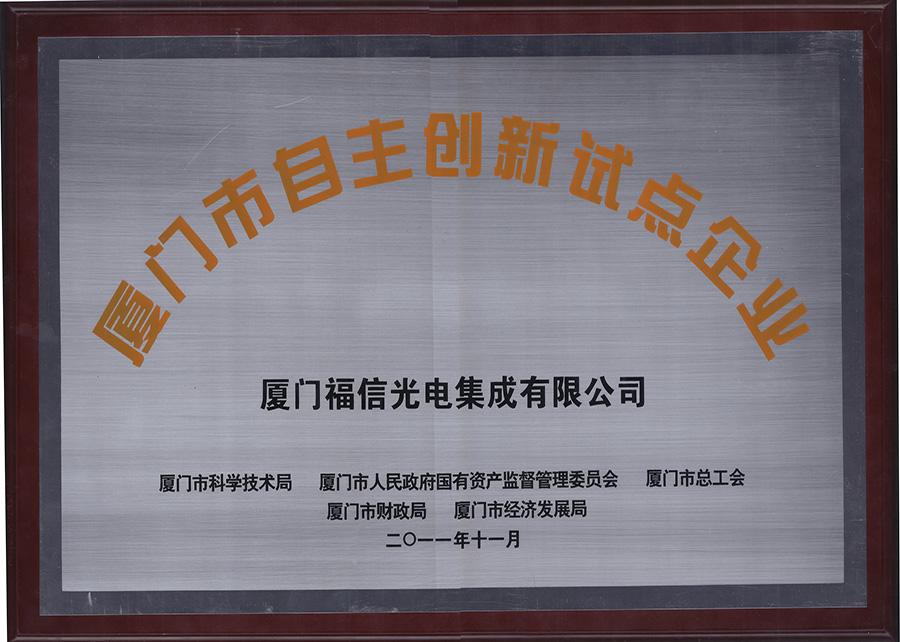 厦门市自主创新试点企业
厦门福信光电集成有限公司
厦门市科学技术局 厦门市人民政府国有资产监督管理委员会 厦门市总工会
厦门市财政局 厦门市经济发展局
二〇一一年十一月